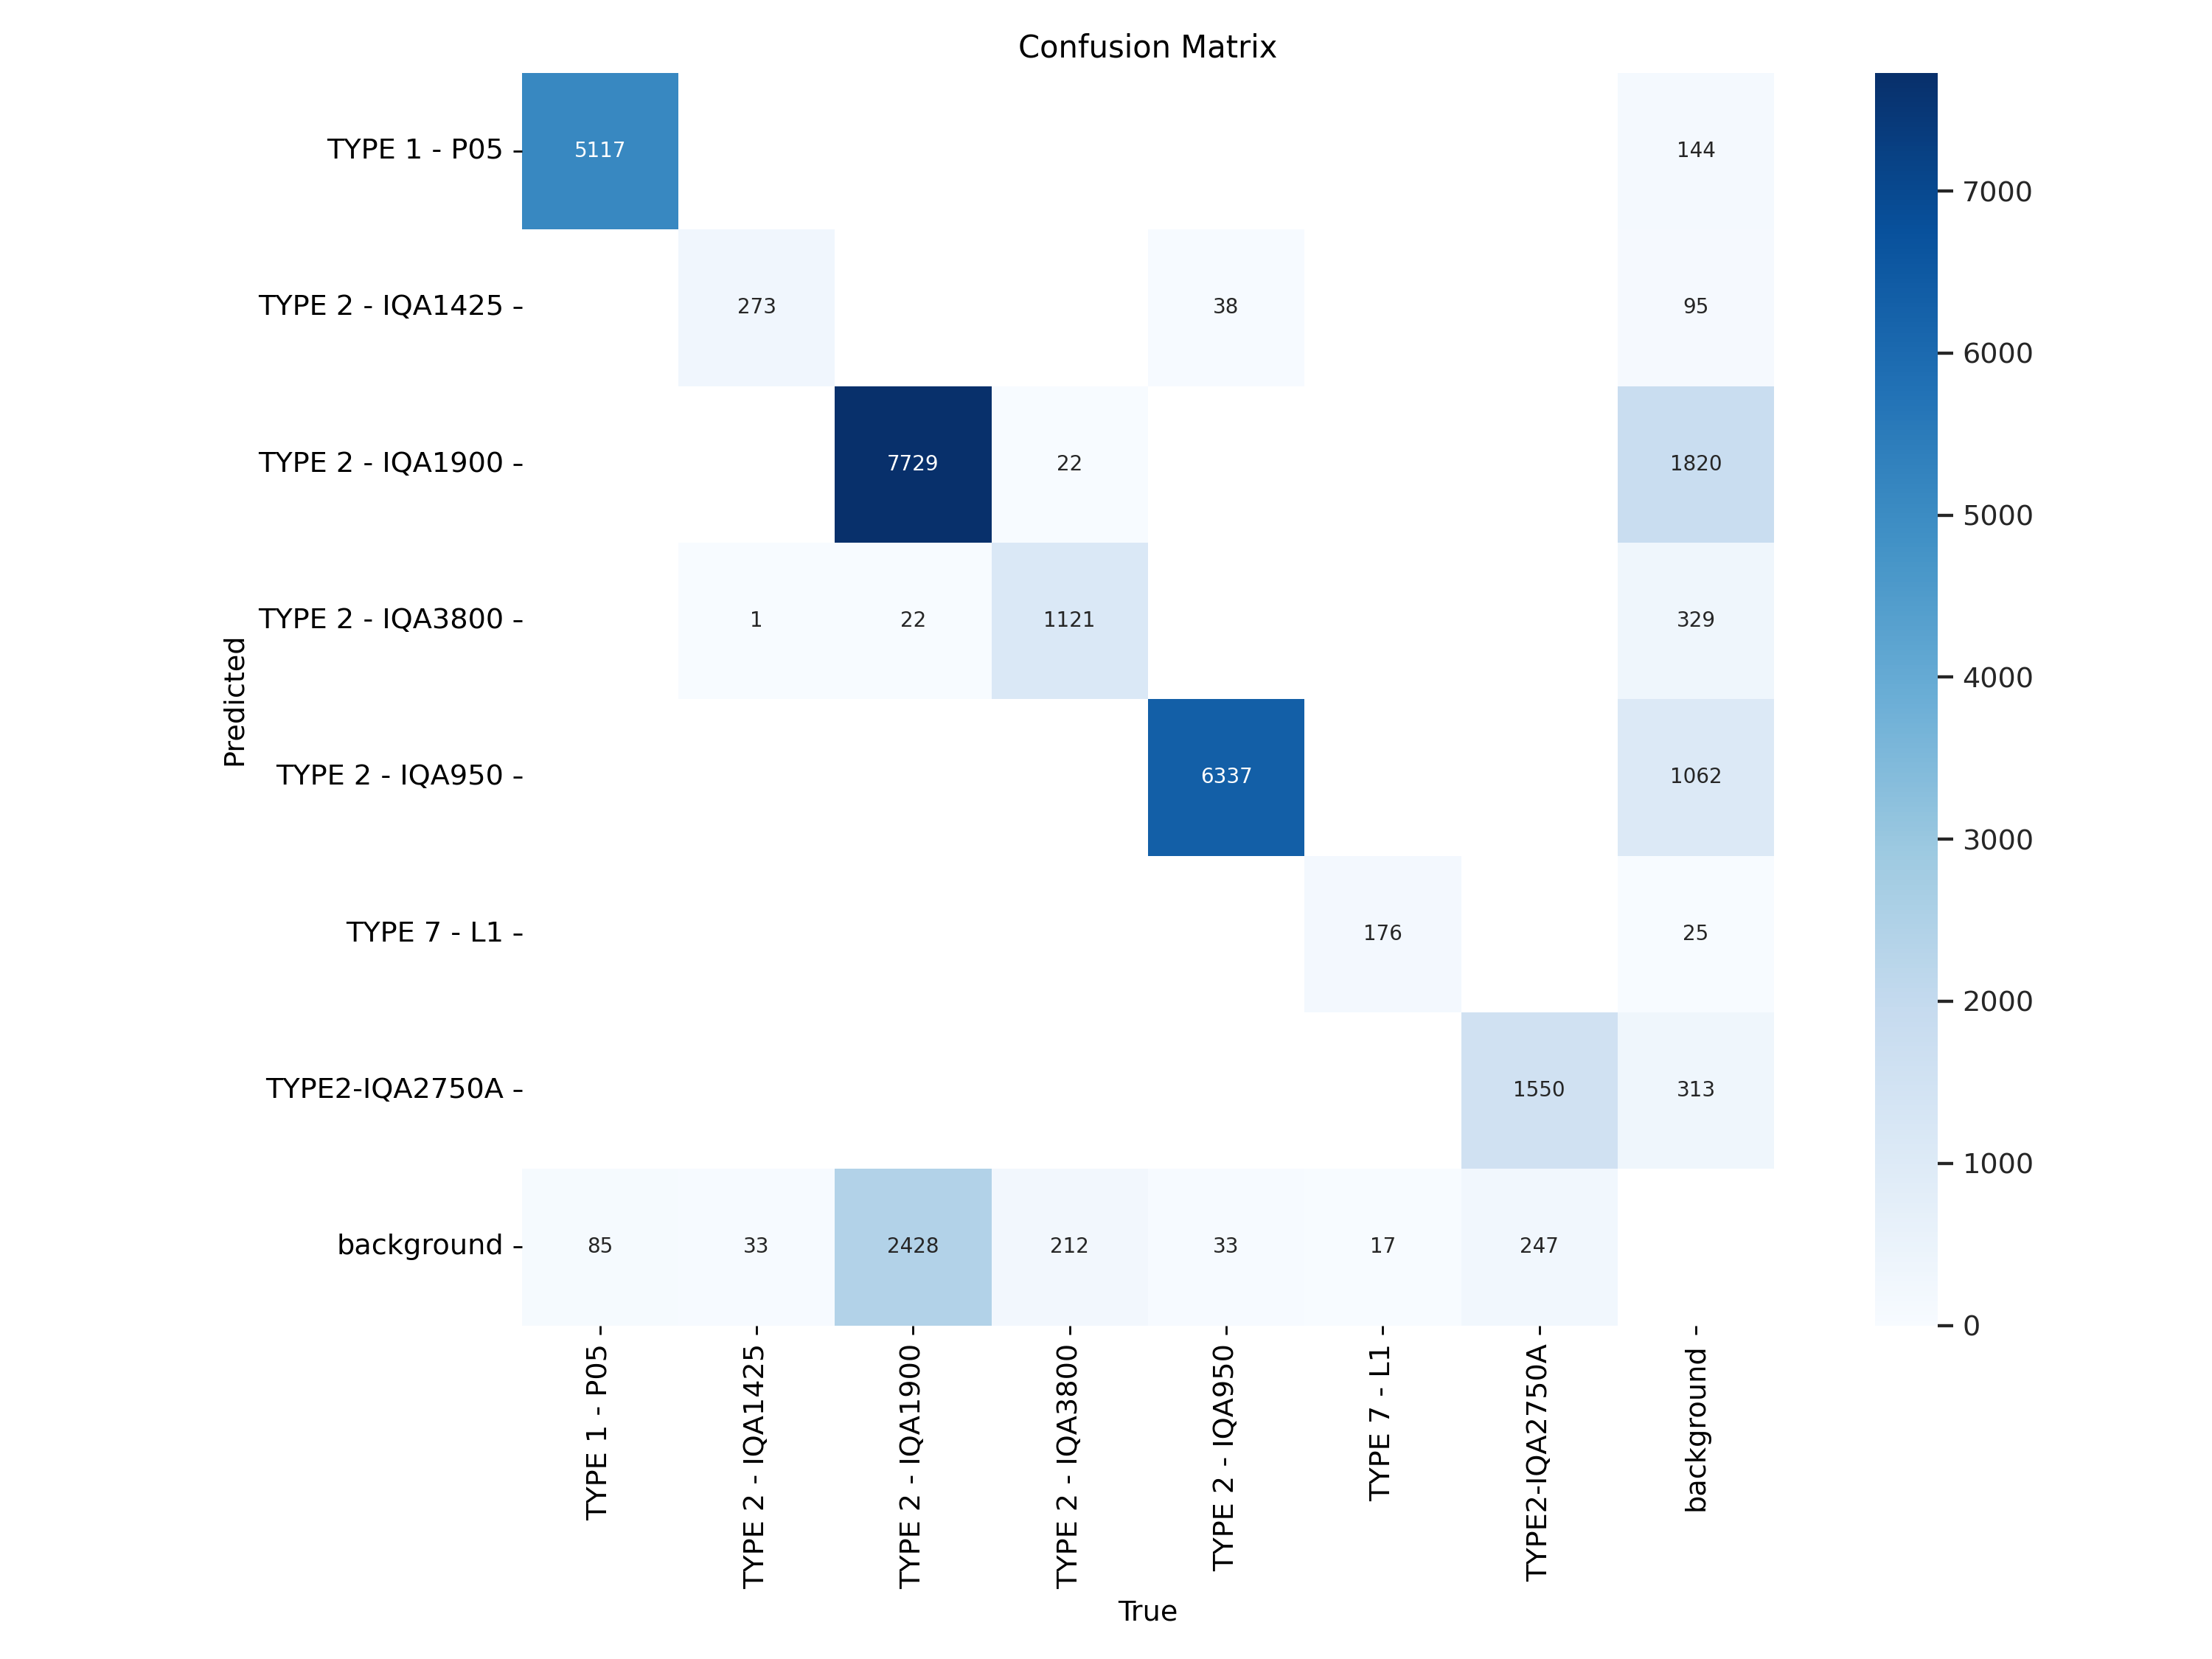 Confusion Matrix
TYPE 1 - P05
5117
144
TYPE 2 - IQA1425
273
38
95
TYPE 2 - IQA1900
7729
22
1820
TYPE 2 - IQA3800
1
22
1121
329
TYPE 2 - IQA950
6337
1062
TYPE 7 - L1
176
25
TYPE2-IQA2750A
1550
313
background
85
33
2428
212
33
17
247
Predicted
TYPE 1 - P05
TYPE 2 - IQA1425
TYPE 2 - IQA1900
TYPE 2 - IQA3800
TYPE 2 - IQA950
TYPE 7 - L1
TYPE2-IQA2750A
background
True
7000
6000
5000
4000
3000
2000
1000
0